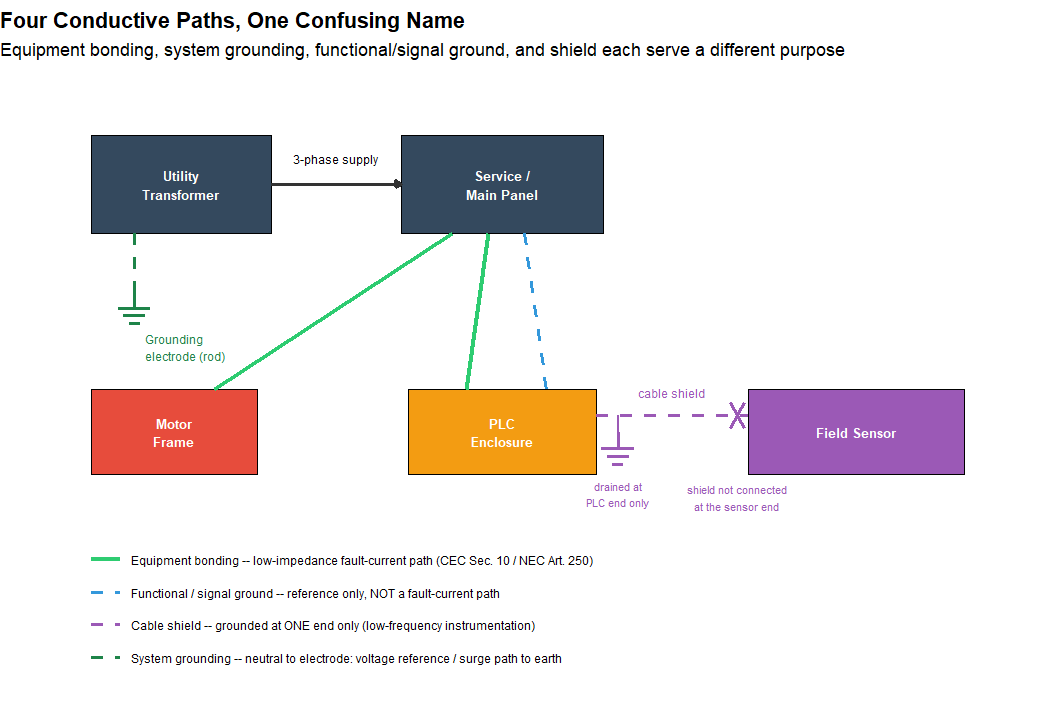 Four Conductive Paths, One Confusing Name
Equipment bonding, system grounding, functional/signal ground, and shield each serve a different purpose
Utility
Transformer
3-phase supply
Service /
Main Panel
Grounding
electrode (rod)
Motor
Frame
PLC
Enclosure
cable shield
Field Sensor
drained at
PLC end only
shield not connected
at the sensor end
Equipment bonding -- low-impedance fault-current path (CEC Sec. 10 / NEC Art. 250)
Functional / signal ground -- reference only, NOT a fault-current path
Cable shield -- grounded at ONE end only (low-frequency instrumentation)
System grounding -- neutral to electrode: voltage reference / surge path to earth